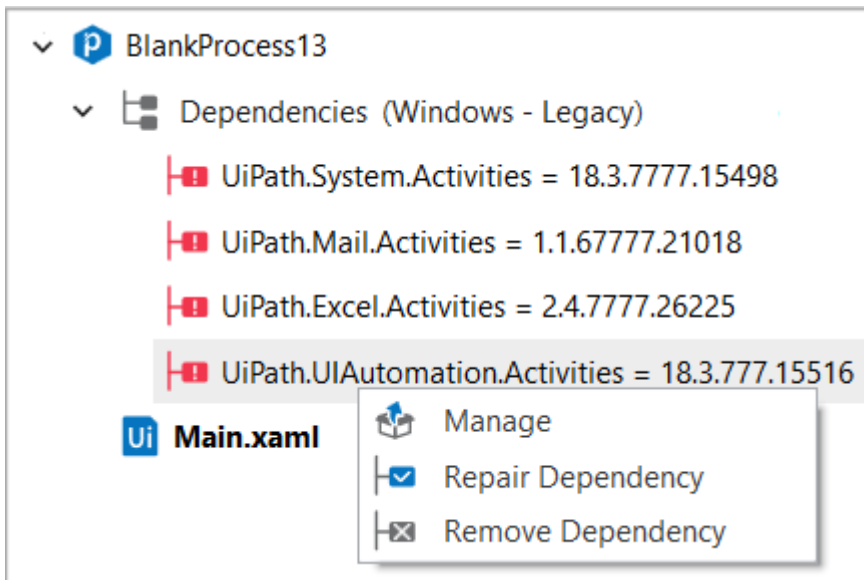 BlankProcess13
Dependencies (Windows - Legacy)
UiPath.System.Activities = 18.3.7777.15498
UiPath.Mail.Activities = 1.1.67777.21018
UiPath.Excel.Activities = 2.4.7777.26225
UiPath.UIAutomation.Activities = 18.3.777.15516
Manage
Ui Main.xaml
Repair Dependency
Remove Dependency